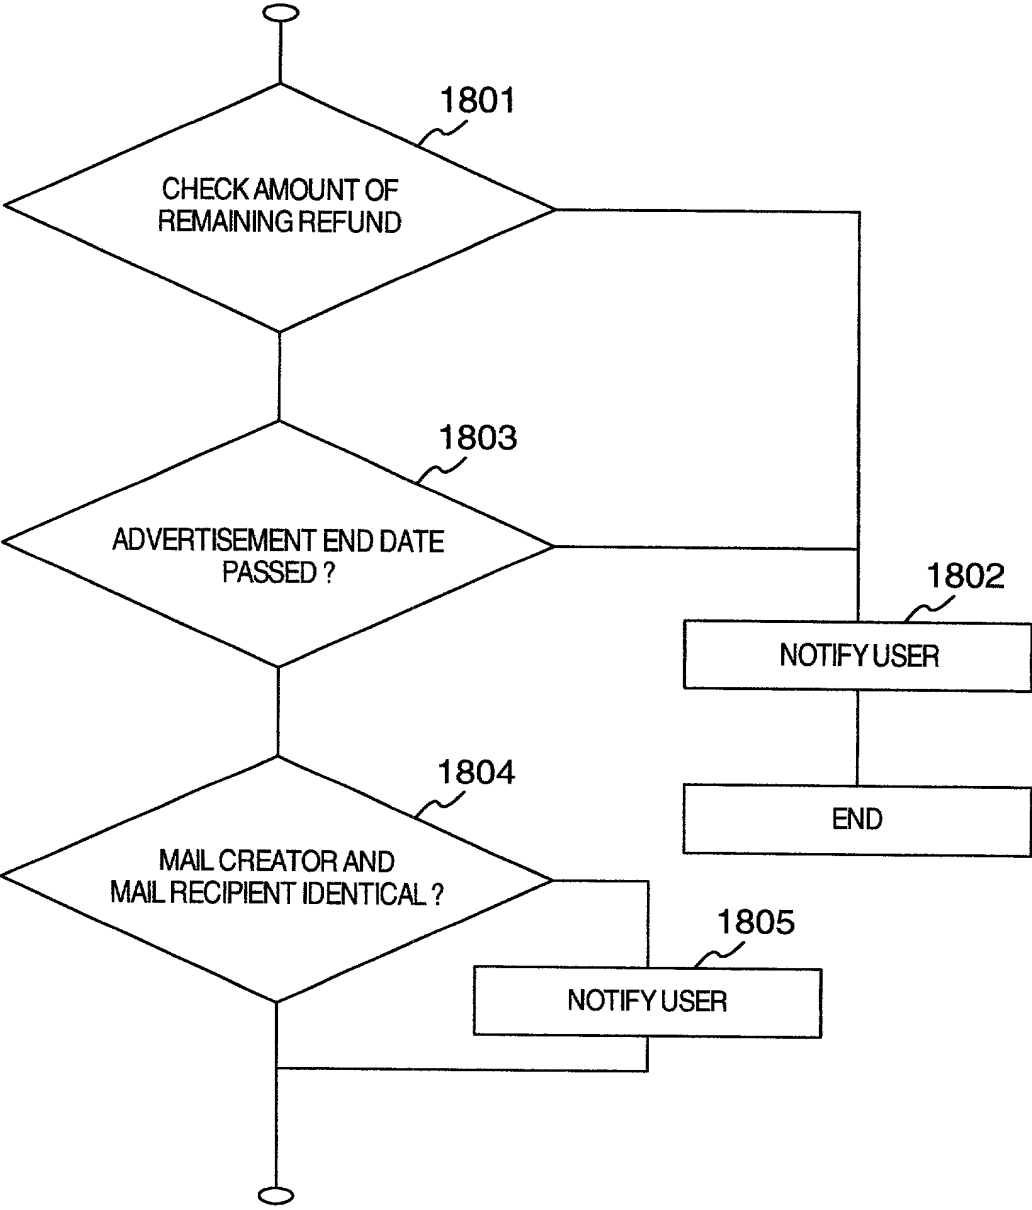 1801
CHECK AMOUNT OF
REMAINING REFUND
1803
ADVERTISEMENT END DATE
PASSED ?
1802
NOTIFY USER
END
1804
MAIL CREATOR AND
MAIL RECIPIENT IDENTICAL ?
1805
NOTIFY USER